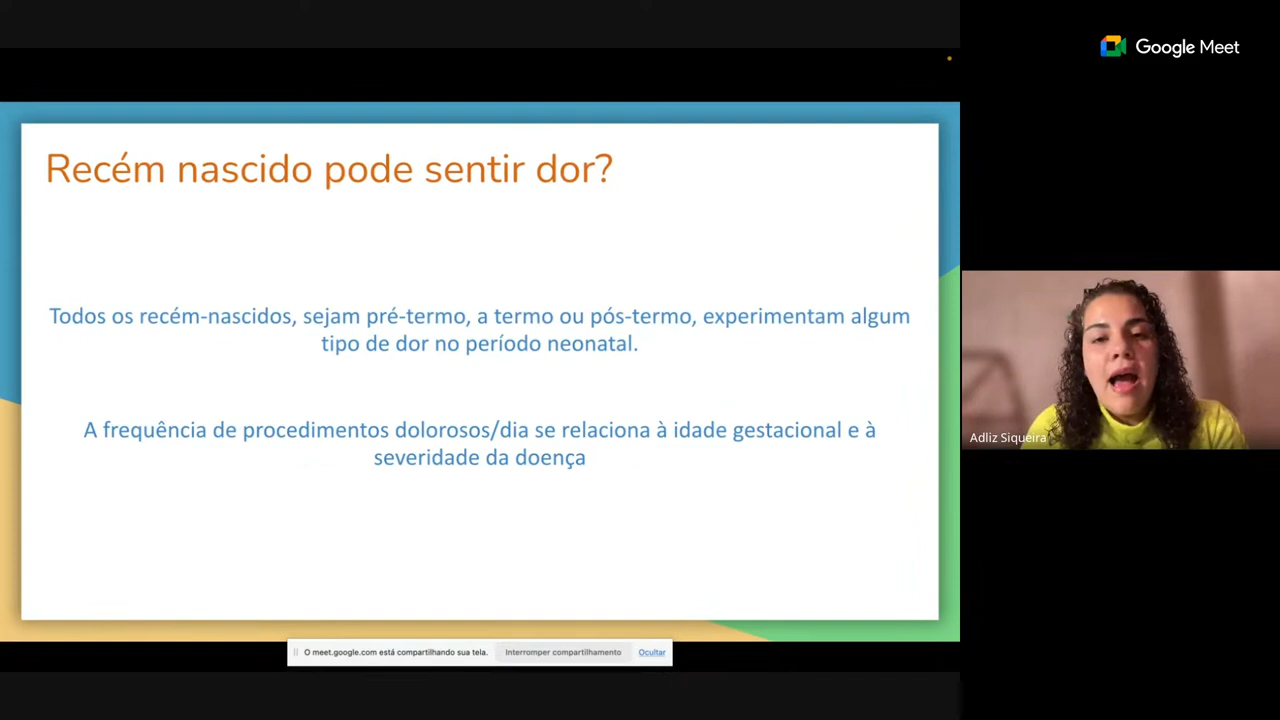 Google Meet
Recém nascido pode sentir dor?
Todos os recém-nascidos, sejam pré-termo, a termo ou pós-termo, experimentam algum
tipo de dor no período neonatal.
A frequência de procedimentos dolorosos/dia se relaciona à idade gestacional e à
severidade da doença
Adliz Siqueira
O meet.google.com está compartilhando sua tela. Interromper compartilhamento Ocultar